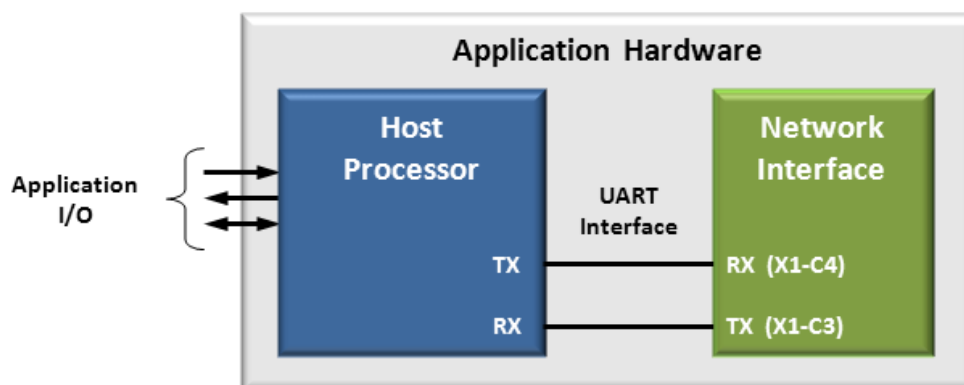 Application Hardware
Host
Processor
Network
Interface
Application
I/O
UART
Interface
TX
RX (X1-C4)
RX
TX (X1-C3)